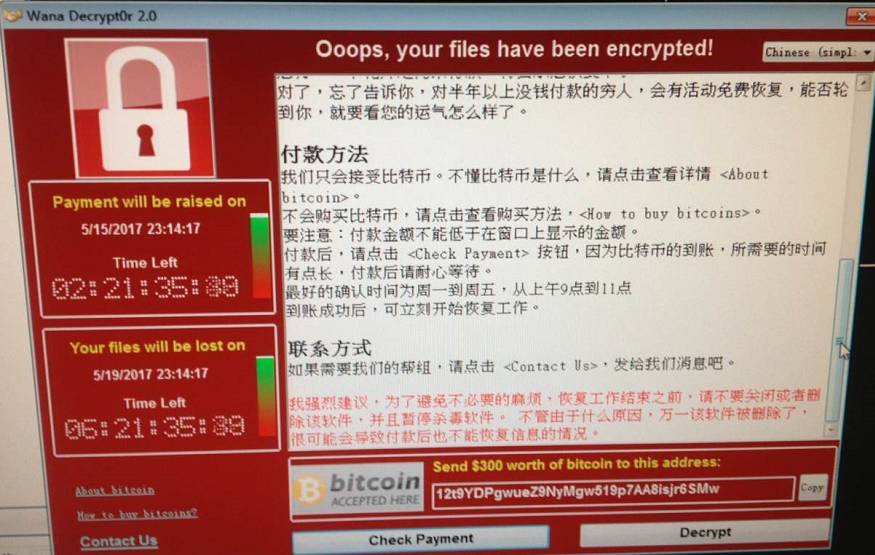 Wana Decrypt0r 2.0
Ooops, your files have been encrypted!
Chinese (simpl:
对了，忘了告诉你，对半年以上没钱付款的穷人，会有活动免费恢复，能否轮
到你，就要看您的运气怎么样了。
付款方法
我们只会接受比特币。不懂比特币是什么，请点击查看详情 <About
bitcoin>。
不会购买比特币，请点击查看购买方法，<How to buy bitcoins>。
要注意：付款金额不能低于在窗口上显示的金额。
付款后，请点击 <Check Payment> 按钮，因为比特币的到账，所需要的时间
有点长，付款后请耐心等待。
最好的确认时间为周一到周五，从上午9点到11点
到账成功后，可立刻开始恢复工作。
联系方式
如果需要我们的帮组，请点击 <Contact Us>，发给我们消息吧。
我强烈建议，为了避免不必要的麻烦，恢复工作结束之前，请不要关闭或者删
除该软件，并且暂停杀毒软件。 不管由于什么原因，万一该软件被删除了，
很可能会导致付款后也不能恢复信息的情况。
Payment will be raised on
5/15/2017 23:14:17
Time Left
02:21:35:
Your files will be lost on
5/19/2017 23:14:17
Time Left
06:21:35:
About bitcoin
How to buy bitcoins?
Contact Us
bitcoin
ACCEPTED HERE
Send $300 worth of bitcoin to this address:
12t9YDPgwueZ9NyMgw519p7AA8isjr6SMw
Copy
Check Payment
Decrypt